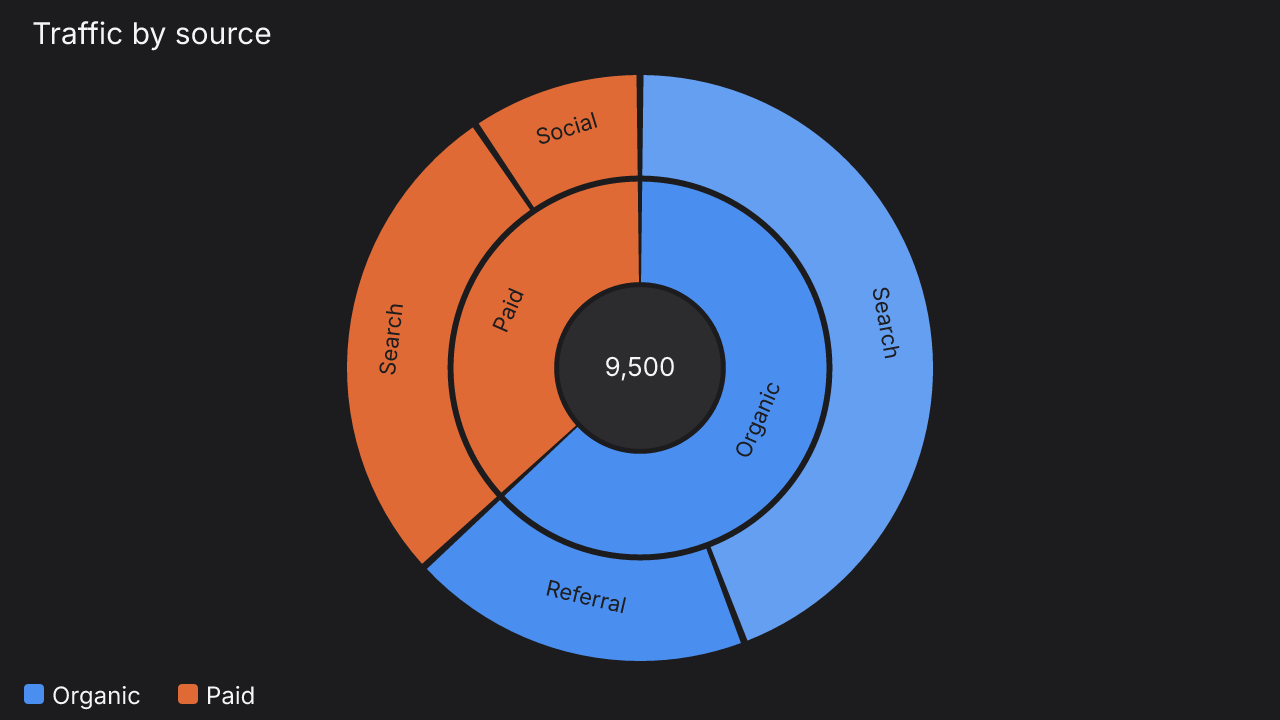 Traffic by source
Social
Search
Paid
Search
9,500
Organic
Referral
Organic
Paid